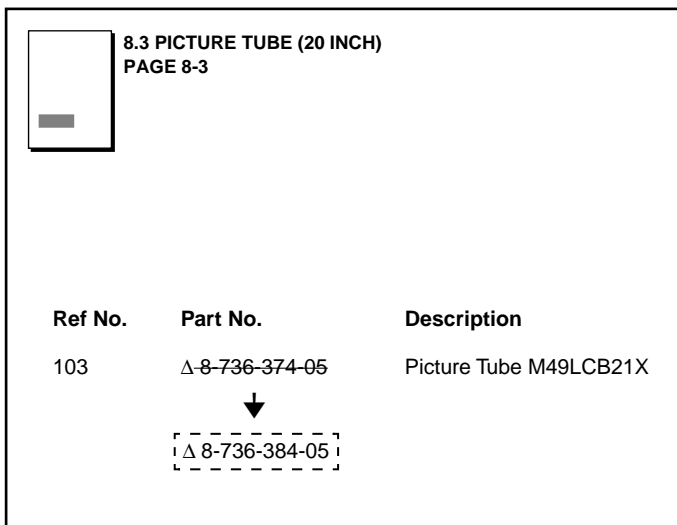 8.3 PICTURE TUBE (20 INCH)
PAGE 8-3
Ref No. Part No. Description
103 Δ 8-736-374-05 Picture Tube M49LCB21X
Δ 8-736-384-05